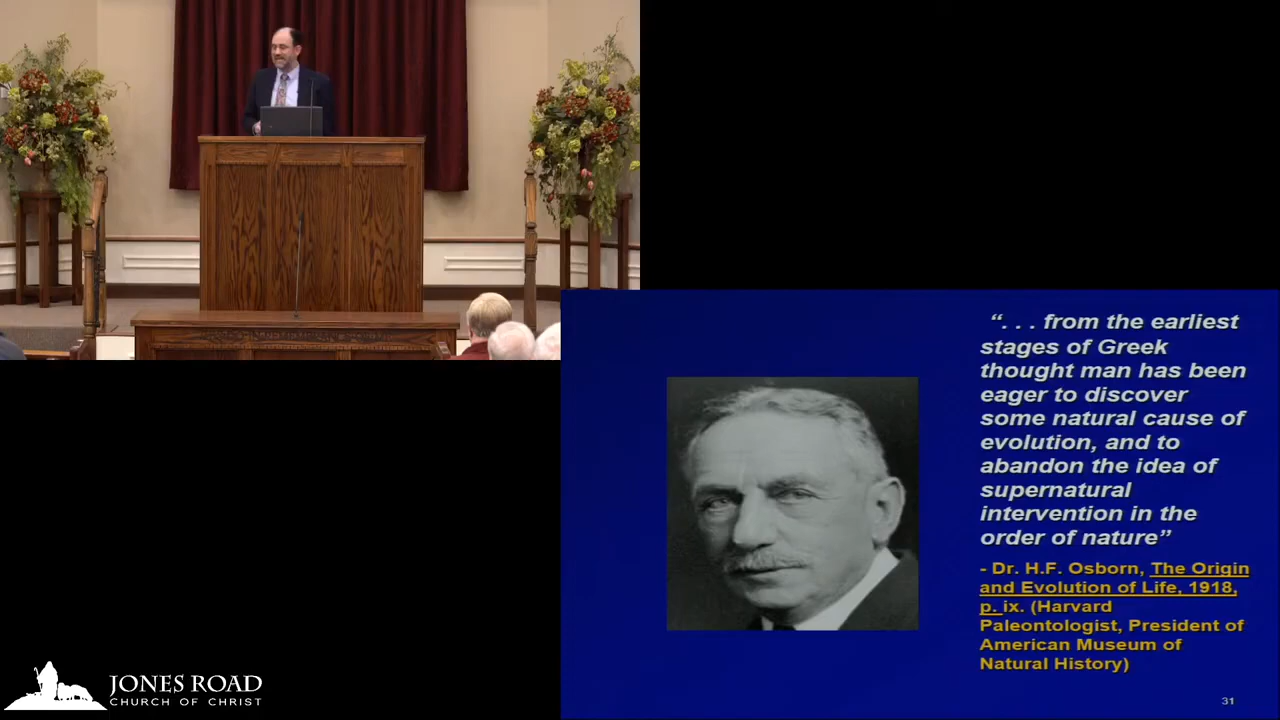 “. . . from the earliest
stages of Greek
thought man has been
eager to discover
some natural cause of
evolution, and to
abandon the idea of
supernatural
intervention in the
order of nature”
- Dr. H.F. Osborn, The Origin
and Evolution of Life, 1918,
p. ix. (Harvard
Paleontologist, President of
American Museum of
Natural History)
31
JONES ROAD
CHURCH OF CHRIST